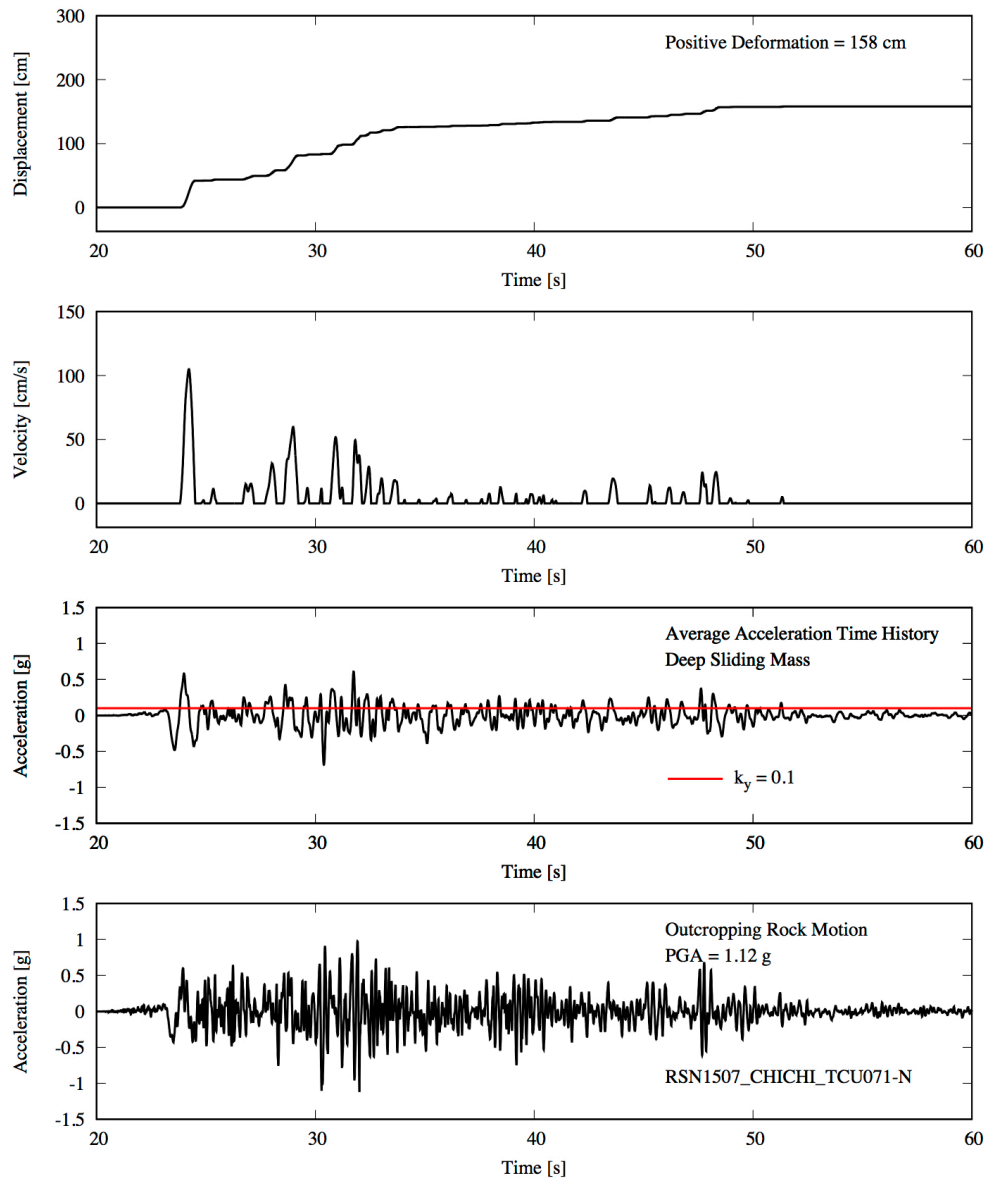 300
200
100
0
Displacement [cm]
Positive Deformation = 158 cm
20 30 40 50 60
Time [s]
150
100
50
0
Velocity [cm/s]
20 30 40 50 60
Time [s]
1.5
1
0.5
0
-0.5
-1
-1.5
Acceleration [g]
Average Acceleration Time History
Deep Sliding Mass
ky = 0.1
20 30 40 50 60
Time [s]
1.5
1
0.5
0
-0.5
-1
-1.5
Acceleration [g]
Outcropping Rock Motion
PGA = 1.12 g
RSN1507_CHICHI_TCU071-N
20 30 40 50 60
Time [s]